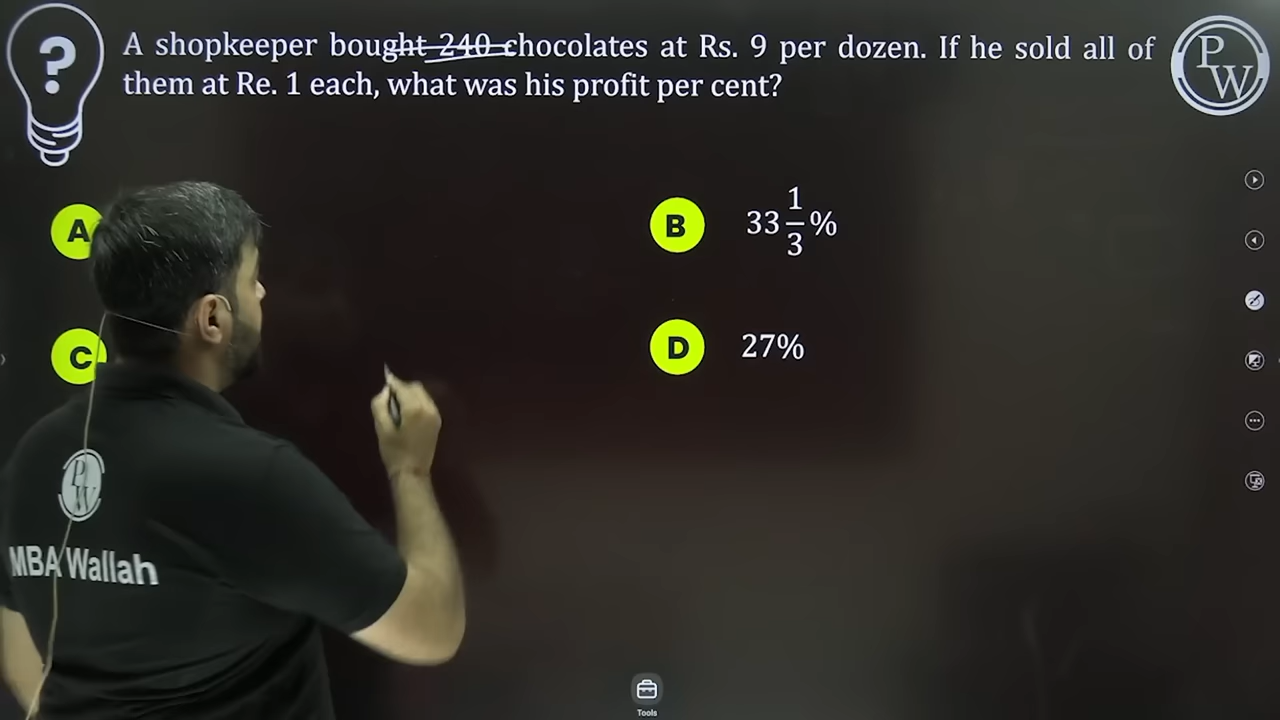 ?
A shopkeeper bought 240 chocolates at Rs. 9 per dozen. If he sold all of
them at Re. 1 each, what was his profit per cent?
P
W
A
B 33 1/3 %
C
D 27%
P
W
MBA Wallah
Tools